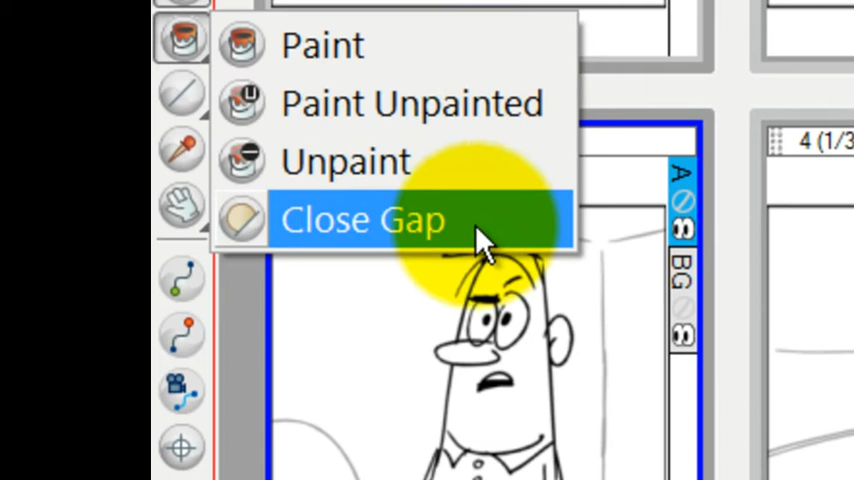 Paint
Paint Unpainted
Unpaint
Close Gap
4 (1/3
A
BG